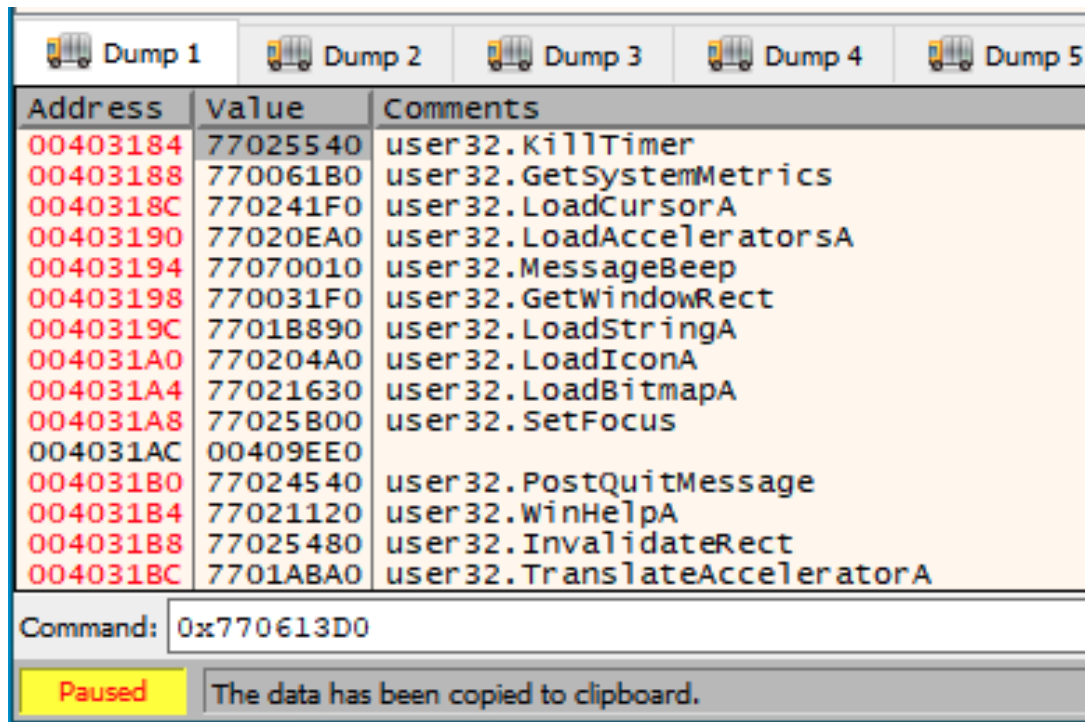 Dump 1 Dump 2 Dump 3 Dump 4 Dump 5
Address Value Comments
00403184 77025540 user32.KillTimer
00403188 770061B0 user32.GetSystemMetrics
0040318C 770241F0 user32.LoadCursorA
00403190 77020EA0 user32.LoadAcceleratorsA
00403194 77070010 user32.MessageBeep
00403198 770031F0 user32.GetWindowRect
0040319C 7701B890 user32.LoadStringA
004031A0 770204A0 user32.LoadIconA
004031A4 77021630 user32.LoadBitmapA
004031A8 77025B00 user32.SetFocus
004031AC 00409EE0
004031B0 77024540 user32.PostQuitMessage
004031B4 77021120 user32.WinHelpA
004031B8 77025480 user32.InvalidateRect
004031BC 7701ABA0 user32.TranslateAcceleratorA
Command: 0x770613D0
Paused The data has been copied to clipboard.